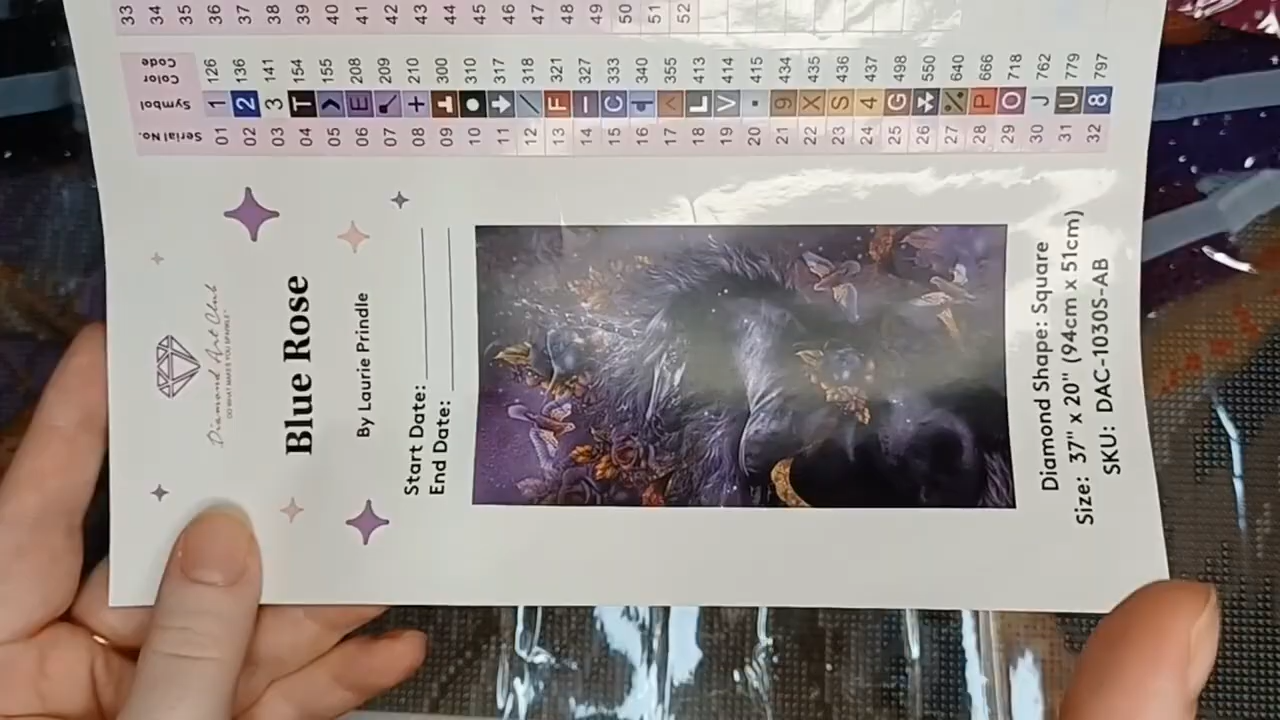 Diamond Art Club
DO WHAT MAKES YOU SPARKLE™
Blue Rose
By Laurie Prindle
Start Date:
End Date:
Diamond Shape: Square
Size: 37" x 20" (94cm x 51cm)
SKU: DAC-1030S-AB
Serial No. Symbol Color Code
01 1 126
02 2 136
03 3 141
04 T 154
05 155
06 E 208
07 209
08 + 210
09 300
10 310
11 317
12 / 318
13 F 321
14 − 327
15 C 333
16 340
17 ^ 355
18 L 413
19 V 414
20 415
21 9 434
22 X 435
23 S 436
24 4 437
25 G 498
26 550
27 % 640
28 P 666
29 O 718
30 J 762
31 U 779
32 8 797
33
34
35
36
37
38
39
40
41
42
43
44
45
46
47
48
49
50
51
52